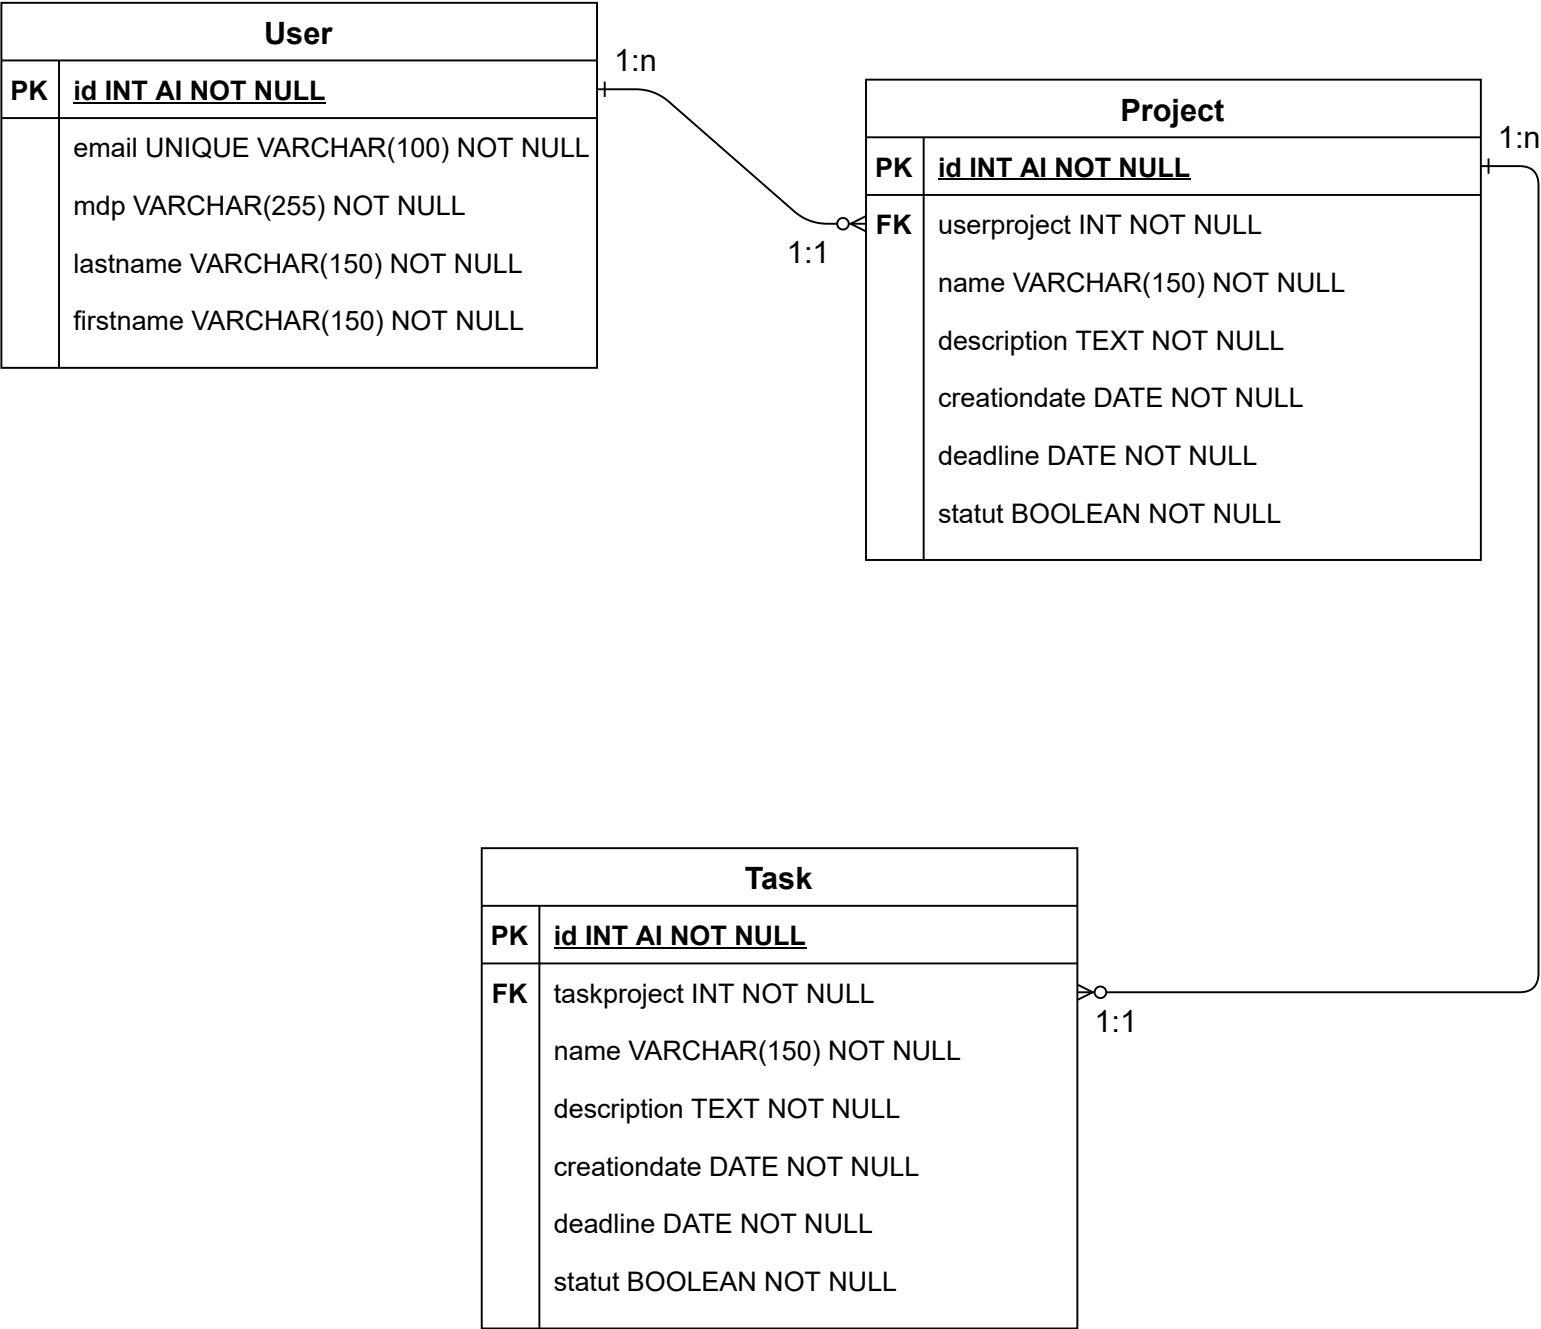 User
PK id INT AI NOT NULL
email UNIQUE VARCHAR(100) NOT NULL
mdp VARCHAR(255) NOT NULL
lastname VARCHAR(150) NOT NULL
firstname VARCHAR(150) NOT NULL
1:n
1:1
Project
PK id INT AI NOT NULL
FK userproject INT NOT NULL
name VARCHAR(150) NOT NULL
description TEXT NOT NULL
creationdate DATE NOT NULL
deadline DATE NOT NULL
statut BOOLEAN NOT NULL
1:n
1:1
Task
PK id INT AI NOT NULL
FK taskproject INT NOT NULL
name VARCHAR(150) NOT NULL
description TEXT NOT NULL
creationdate DATE NOT NULL
deadline DATE NOT NULL
statut BOOLEAN NOT NULL